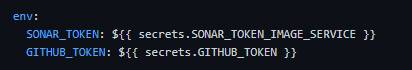 env:
  SONAR_TOKEN: ${{ secrets.SONAR_TOKEN_IMAGE_SERVICE }}
  GITHUB_TOKEN: ${{ secrets.GITHUB_TOKEN }}